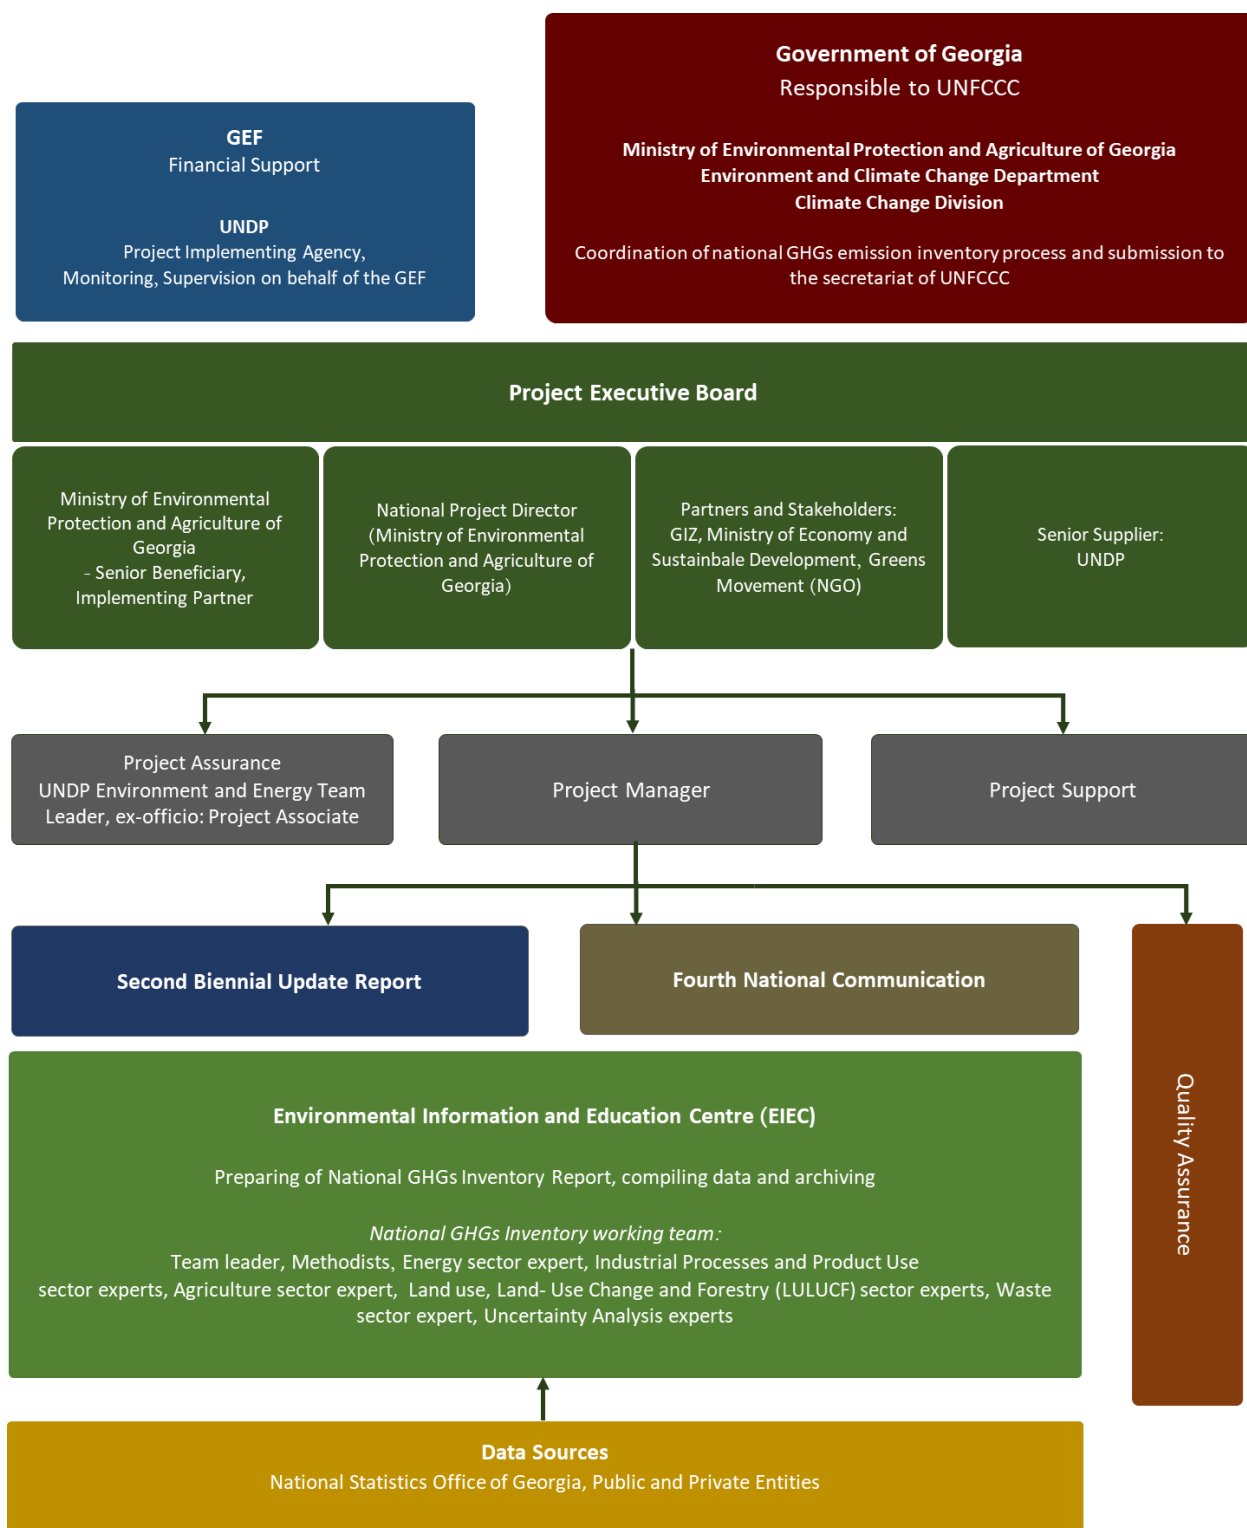 GEF
Financial Support
UNDP
Project Implementing Agency,
Monitoring, Supervision on behalf of the GEF
Government of Georgia
Responsible to UNFCCC
Ministry of Environmental Protection and Agriculture of Georgia
Environment and Climate Change Department
Climate Change Division
Coordination of national GHGs emission inventory process and submission to
the secretariat of UNFCCC
Project Executive Board
Ministry of Environmental
Protection and Agriculture of
Georgia
- Senior Beneficiary,
Implementing Partner
National Project Director
(Ministry of Environmental
Protection and Agriculture of
Georgia)
Partners and Stakeholders:
GIZ, Ministry of Economy and
Sustainbale Development, Greens
Movement (NGO)
Senior Supplier:
UNDP
Project Assurance
UNDP Environment and Energy Team
Leader, ex-officio: Project Associate
Project Manager
Project Support
Second Biennial Update Report
Fourth National Communication
Quality Assurance
Environmental Information and Education Centre (EIEC)
Preparing of National GHGs Inventory Report, compiling data and archiving
National GHGs Inventory working team:
Team leader, Methodists, Energy sector expert, Industrial Processes and Product Use
sector experts, Agriculture sector expert, Land use, Land- Use Change and Forestry (LULUCF) sector experts, Waste
sector expert, Uncertainty Analysis experts
Data Sources
National Statistics Office of Georgia, Public and Private Entities